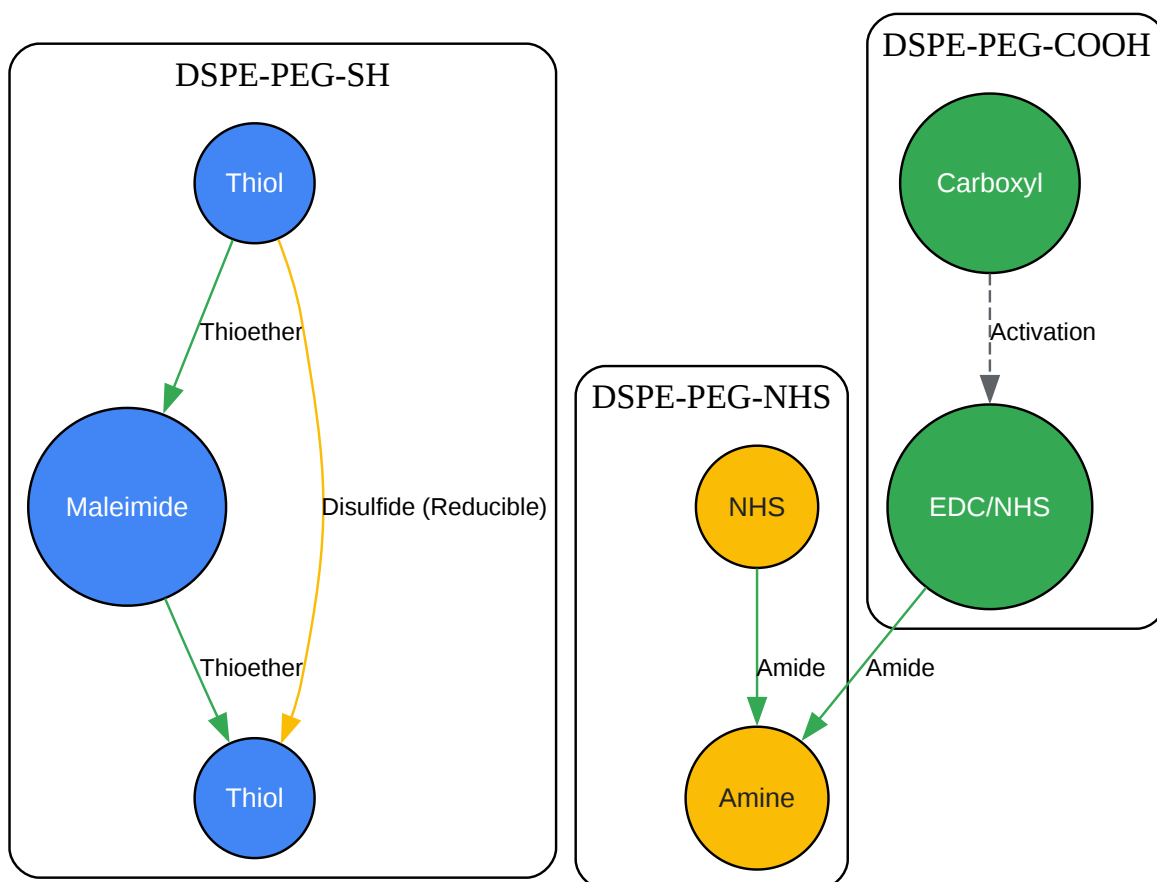 DSPE-PEG-SH
Thiol
Thioether
Maleimide
Disulfide (Reducible)
Thioether
Thiol
DSPE-PEG-NHS
NHS
Amide
Amine
DSPE-PEG-COOH
Carboxyl
Activation
EDC/NHS
Amide